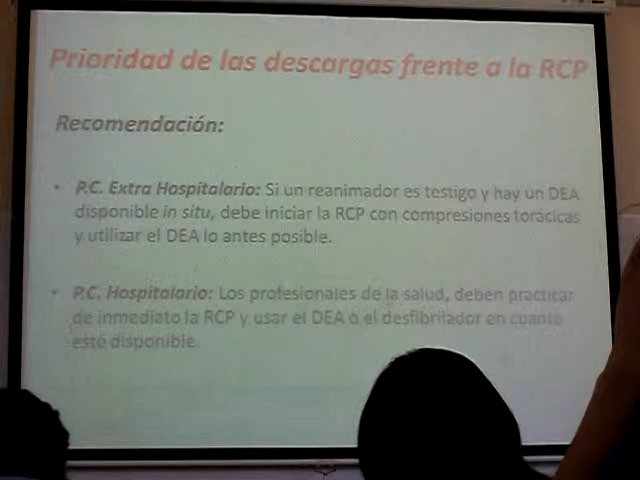 Prioridad de las descargas frente a la RCP
Recomendación:
• P.C. Extra Hospitalario: Si un reanimador es testigo y hay un DEA
disponible in situ, debe iniciar la RCP con compresiones torácicas
y utilizar el DEA lo antes posible.
• P.C. Hospitalario: Los profesionales de la salud, deben practicar
de inmediato la RCP y usar el DEA o el desfibrilador en cuanto
esté disponible.